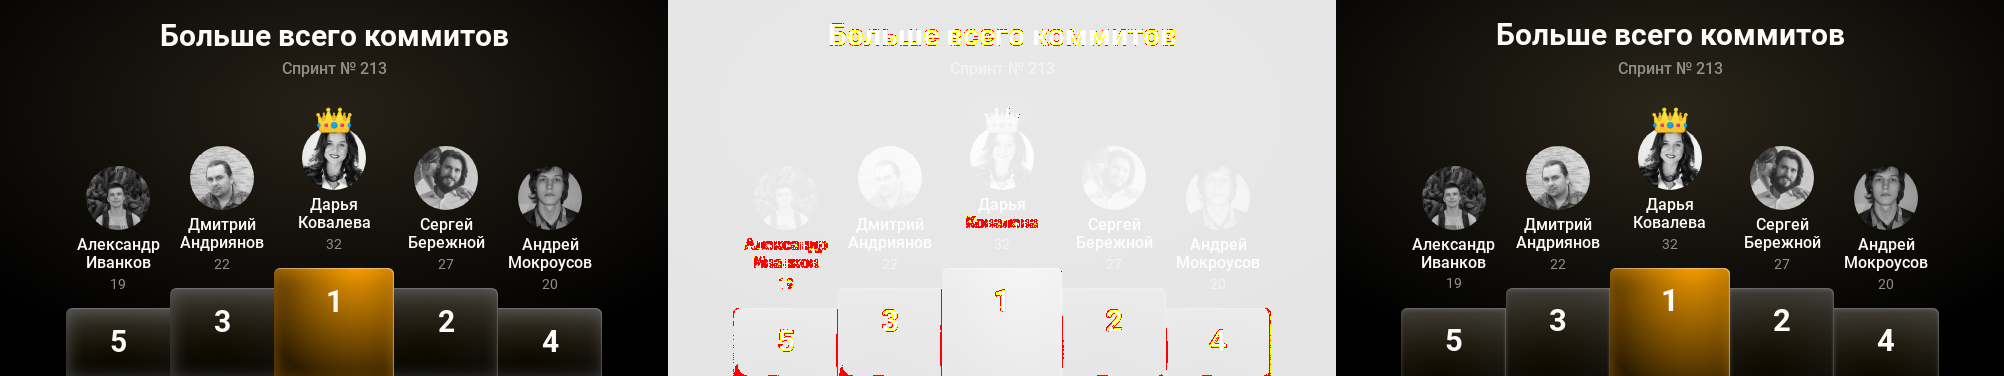 Больше всего коммитов
Спринт № 213
Дарья
Ковалева
32
Дмитрий
Андриянов
22
Сергей
Бережной
27
Александр
Иванков
19
Андрей
Мокроусов
20
5
3
1
2
4
Больше всего коммитов
Спринт № 213
Дарья
Ковалева
32
Дмитрий
Андриянов
22
Сергей
Бережной
27
Александр
Иванков
19
Андрей
Мокроусов
20
5
3
1
2
4
Больше всего коммитов
Спринт № 213
Дарья
Ковалева
32
Дмитрий
Андриянов
22
Сергей
Бережной
27
Александр
Иванков
19
Андрей
Мокроусов
20
5
3
1
2
4